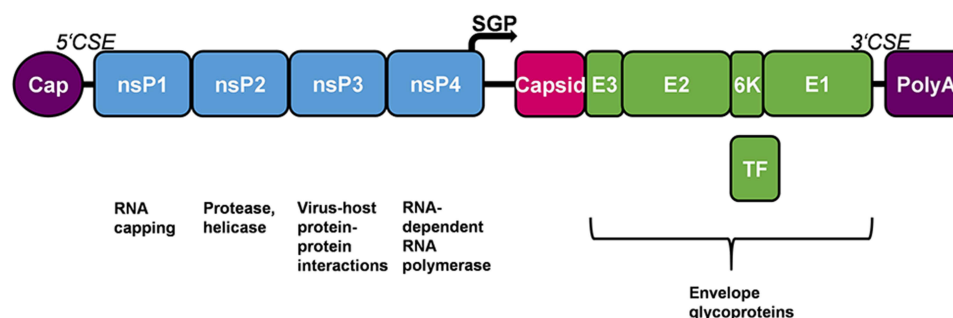 5'CSE
SGP
3'CSE
Cap
nsP1
nsP2
nsP3
nsP4
Capsid
E3
E2
6K
E1
PolyA
TF
RNA
capping
Protease,
helicase
Virus-host
protein-
protein
interactions
RNA-
dependent
RNA
polymerase
Envelope
glycoproteins